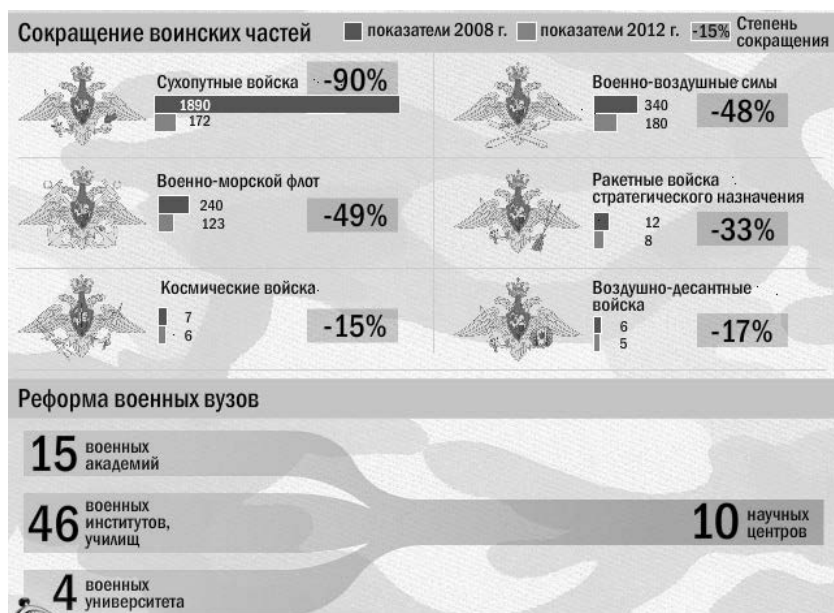 Сокращение воинских частей
показатели 2008 г.
показатели 2012 г.
-15%
Степень
сокращения
Сухопутные войска
-90%
1890
172
Военно-воздушные силы
340
180
-48%
Военно-морской флот
240
123
-49%
Ракетные войска
стратегического назначения
12
8
-33%
Космические войска
7
6
-15%
Воздушно-десантные
войска
6
5
-17%
Реформа военных вузов
15 военных
академий
46 военных
институтов,
училищ
4 военных
университета
10 научных
центров